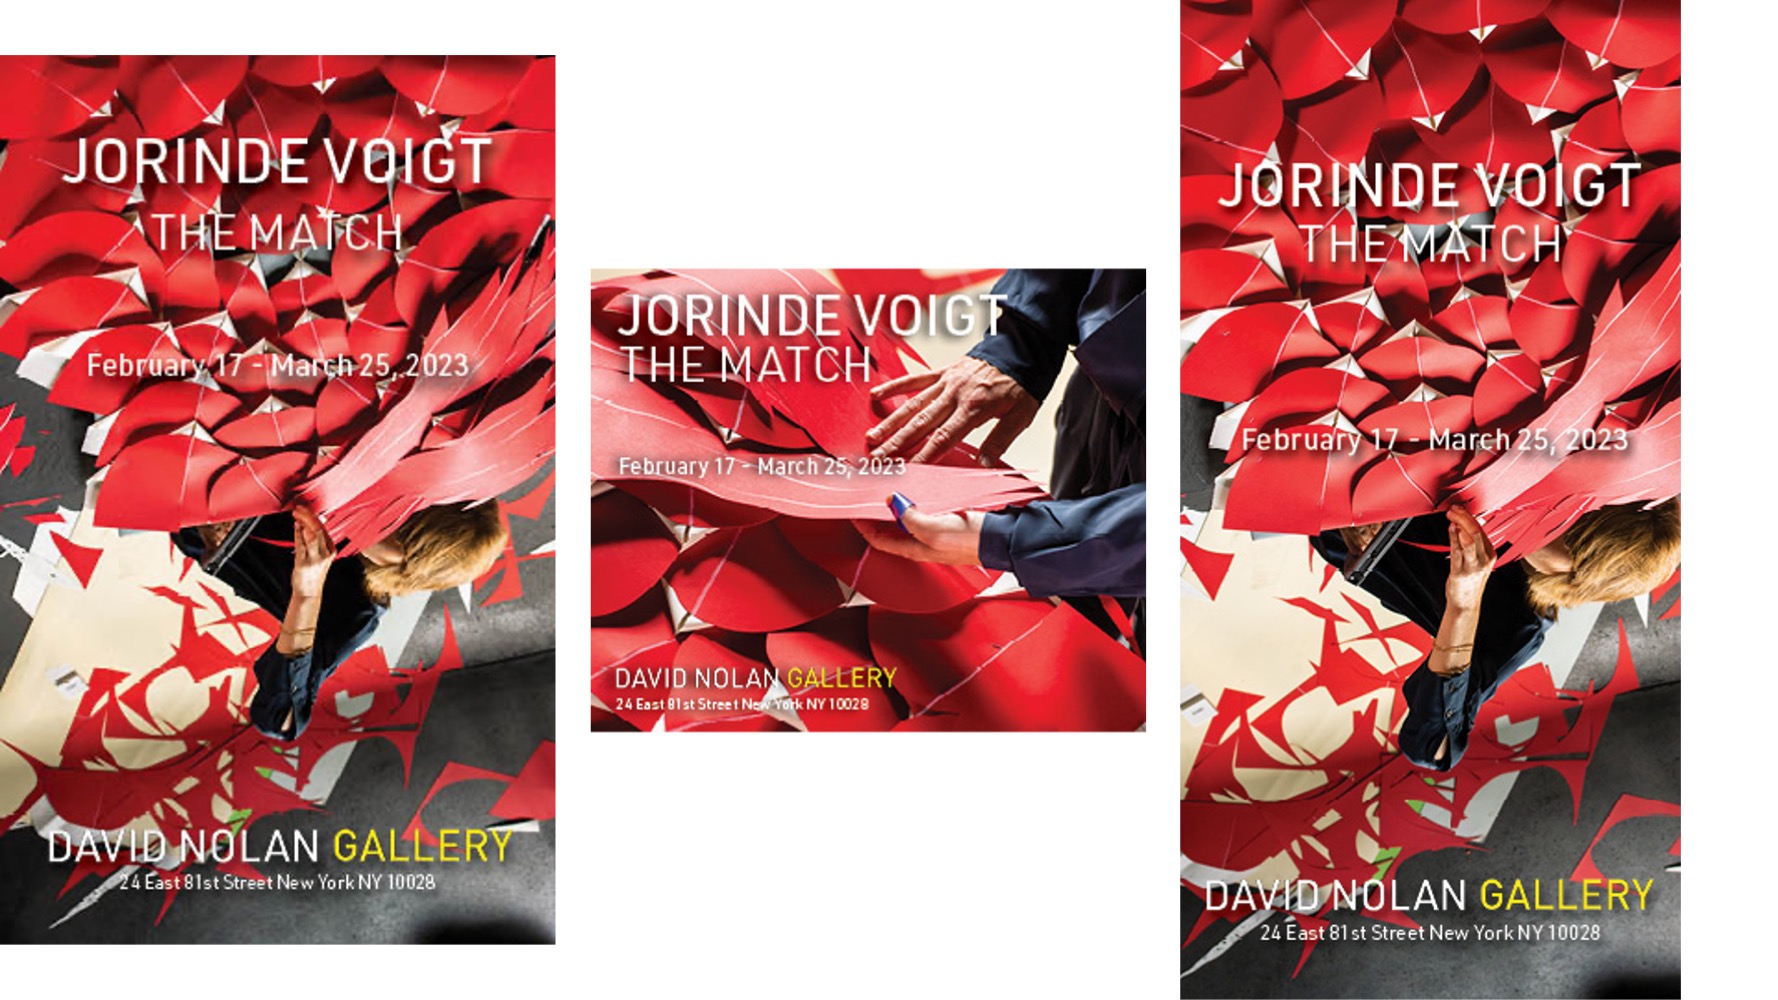 JORINDE VOIGT
THE MATCH
February 17 - March 25, 2023
DAVID NOLAN GALLERY
24 East 81st Street New York NY 10028
JORINDE VOIGT
THE MATCH
February 17 - March 25, 2023
DAVID NOLAN GALLERY
24 East 81st Street New York NY 10028
JORINDE VOIGT
THE MATCH
February 17 - March 25, 2023
DAVID NOLAN GALLERY
24 East 81st Street New York NY 10028